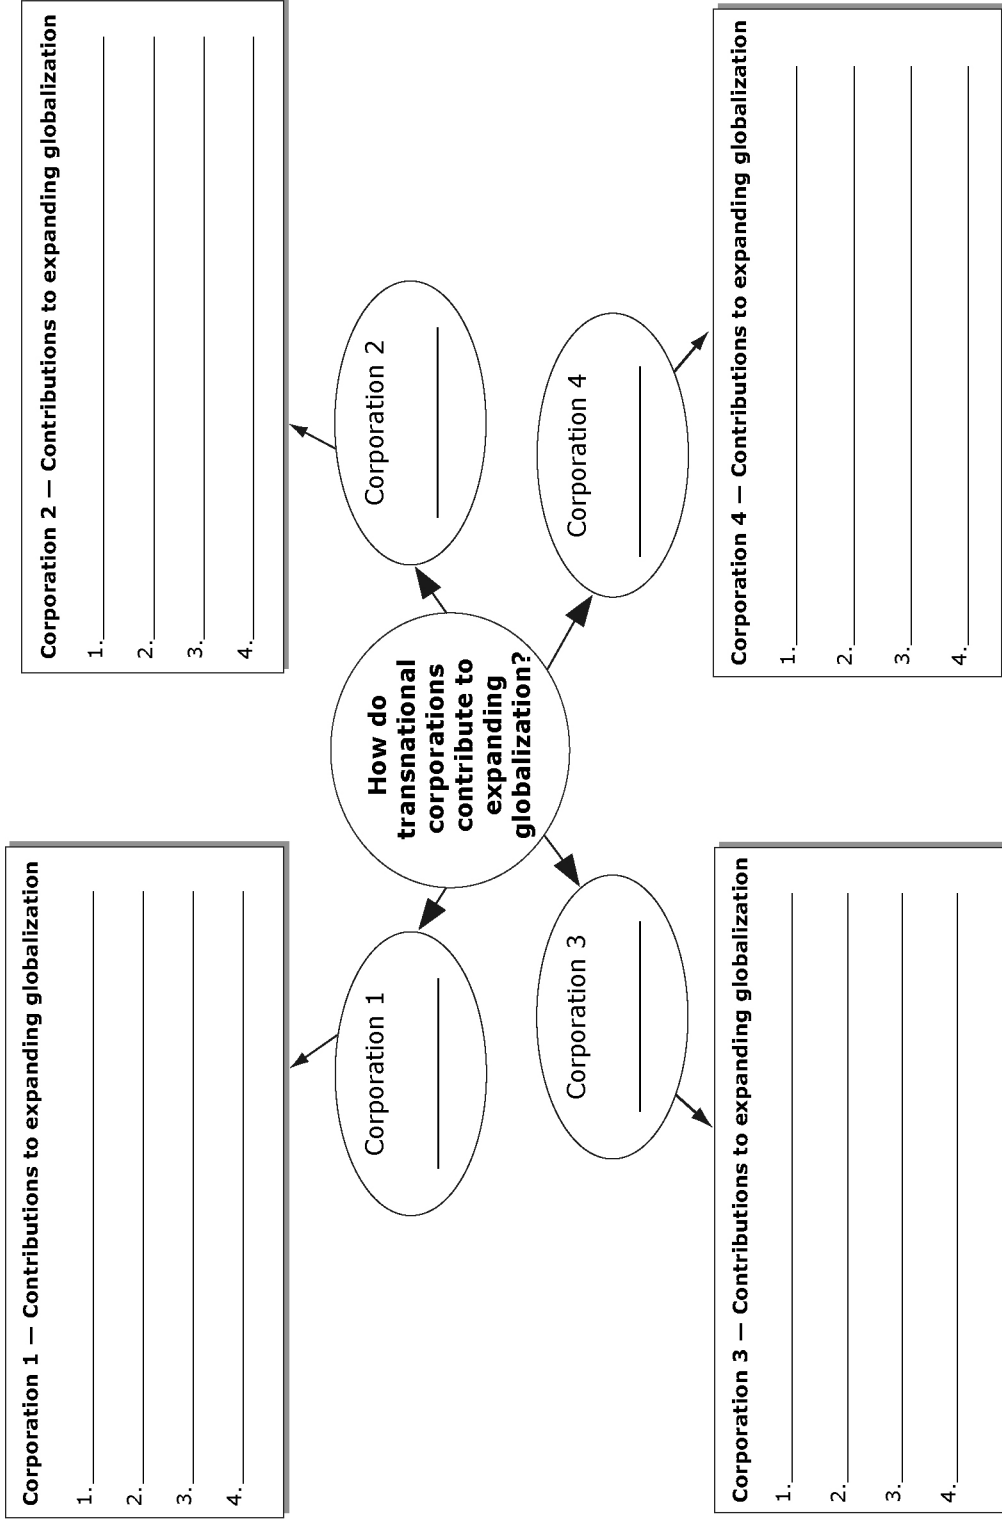 Corporation 1 — Contributions to expanding globalization
1.
2.
3.
4.
Corporation 2 — Contributions to expanding globalization
1.
2.
3.
4.
Corporation 1
Corporation 2
How do
transnational
corporations
contribute to
expanding
globalization?
Corporation 3
Corporation 4
Corporation 3 — Contributions to expanding globalization
1.
2.
3.
4.
Corporation 4 — Contributions to expanding globalization
1.
2.
3.
4.